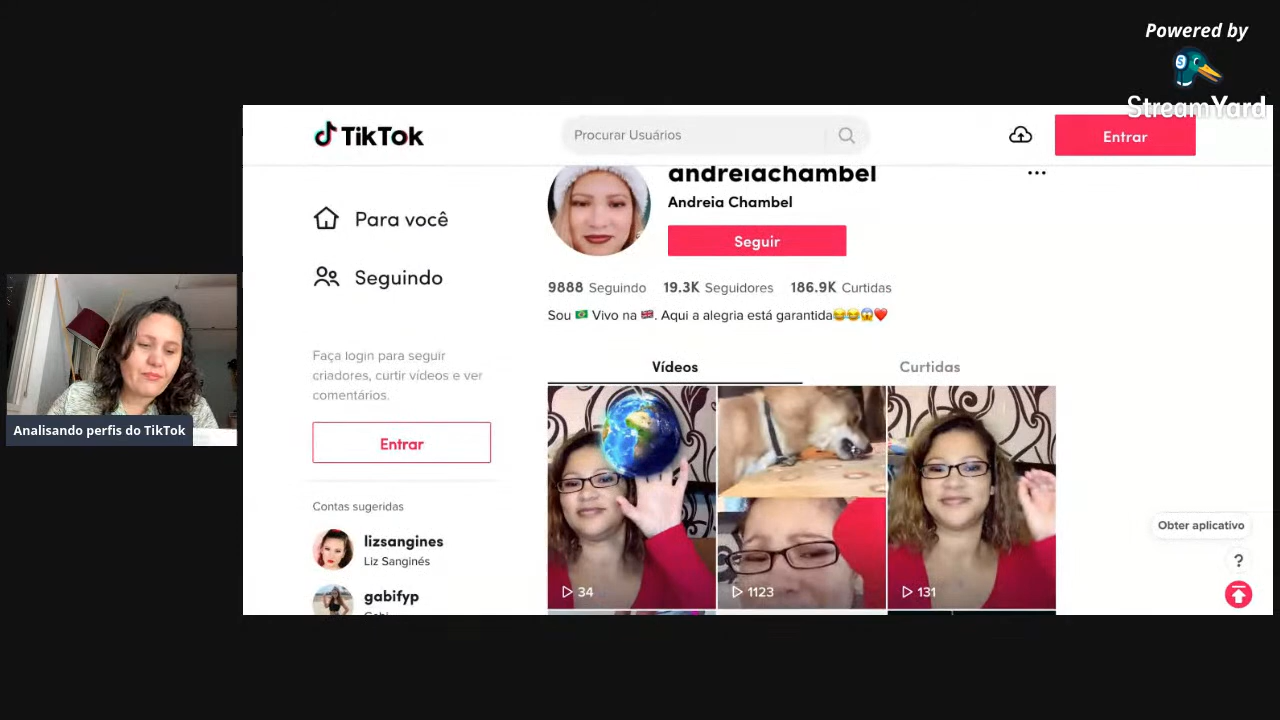 Powered by
StreamYard
TikTok
Procurar Usuários
Entrar
andreiachambel
Andreia Chambel
Seguir
Para você
Seguindo
9888 Seguindo 19.3K Seguidores 186.9K Curtidas
Sou 🇧🇷 Vivo na 🇬🇧. Aqui a alegria está garantida😂😂😱❤️
Faça login para seguir
criadores, curtir vídeos e ver
comentários.
Entrar
Vídeos
Curtidas
Analisando perfis do TikTok
Contas sugeridas
lizsangines
Liz Sanginés
gabifyp
34
1123
131
Obter aplicativo
?